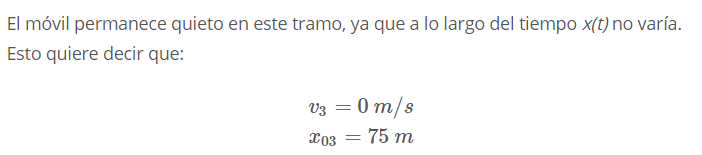 El móvil permanece quieto en este tramo, ya que a lo largo del tiempo x(t) no varía.
Esto quiere decir que:
v₃ = 0 m/s
x₀₃ = 75 m